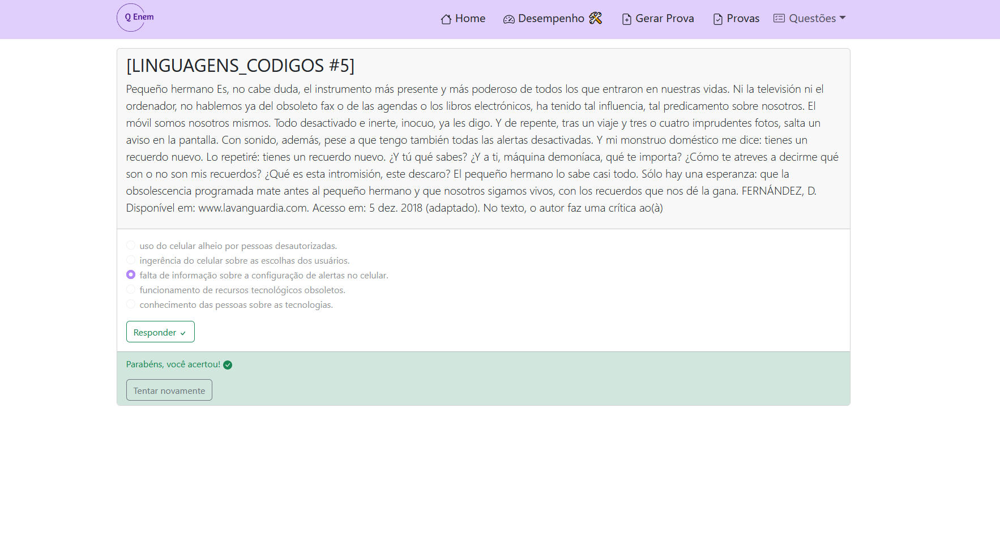 Q Enem
Home Desempenho Gerar Prova Provas Questões
[LINGUAGENS_CODIGOS #5]
Pequeño hermano Es, no cabe duda, el instrumento más presente y más poderoso de todos los que entraron en nuestras vidas. Ni la televisión ni el
ordenador, no hablemos ya del obsoleto fax o de las agendas o los libros electrónicos, ha tenido tal influencia, tal predicamento sobre nosotros. El
móvil somos nosotros mismos. Todo desactivado e inerte, inocuo, ya les digo. Y de repente, tras un viaje y tres o cuatro imprudentes fotos, salta un
aviso en la pantalla. Con sonido, además, pese a que tengo también todas las alertas desactivadas. Y mi monstruo doméstico me dice: tienes un
recuerdo nuevo. Lo repetiré: tienes un recuerdo nuevo. ¿Y tú qué sabes? ¿Y a ti, máquina demoníaca, qué te importa? ¿Cómo te atreves a decirme qué
son o no son mis recuerdos? ¿Qué es esta intromisión, este descaro? El pequeño hermano lo sabe casi todo. Sólo hay una esperanza: que la
obsolescencia programada mate antes al pequeño hermano y que nosotros sigamos vivos, con los recuerdos que nos dé la gana. FERNÁNDEZ, D.
Disponível em: www.lavanguardia.com. Acesso em: 5 dez. 2018 (adaptado). No texto, o autor faz uma crítica ao(à)
uso do celular alheio por pessoas desautorizadas.
ingerência do celular sobre as escolhas dos usuários.
falta de informação sobre a configuração de alertas no celular.
funcionamento de recursos tecnológicos obsoletos.
conhecimento das pessoas sobre as tecnologias.
Responder
Parabéns, você acertou!
Tentar novamente